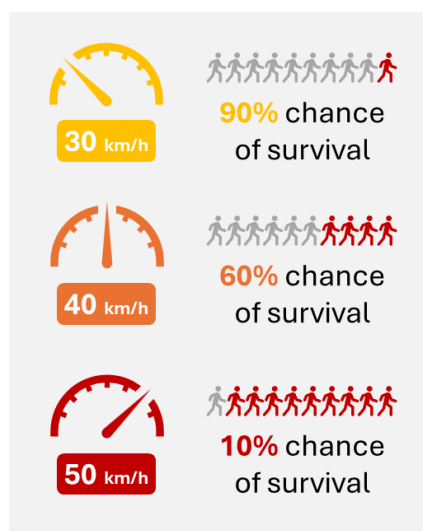 30 km/h
90% chance
of survival
40 km/h
60% chance
of survival
50 km/h
10% chance
of survival